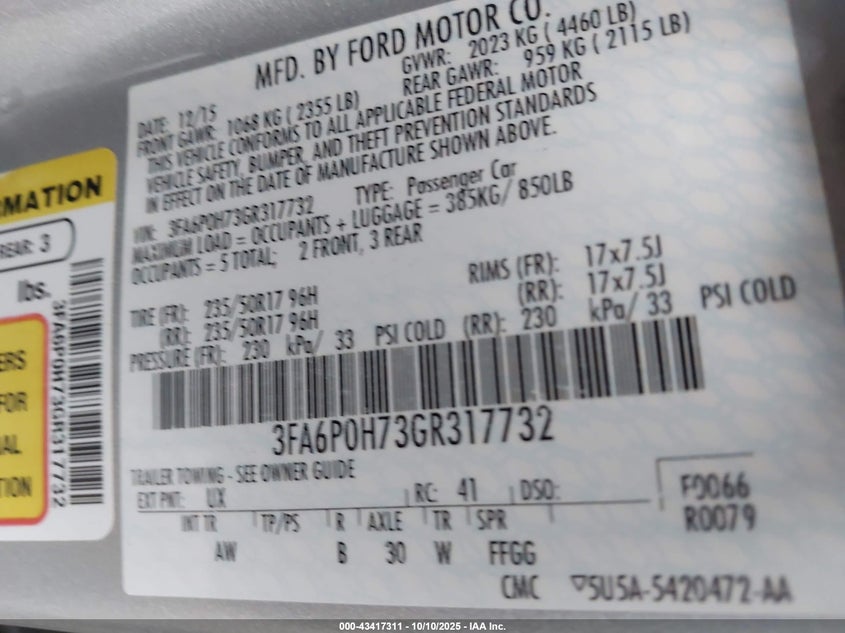 MFD. BY FORD MOTOR CO.
DATE: 12/15
GVWR: 2023 KG ( 4460 LB)
FRONT GAWR: 1068 KG ( 2355 LB)
REAR GAWR: 959 KG ( 2115 LB)
THIS VEHICLE CONFORMS TO ALL APPLICABLE FEDERAL MOTOR
VEHICLE SAFETY, BUMPER, AND THEFT PREVENTION STANDARDS
IN EFFECT ON THE DATE OF MANUFACTURE SHOWN ABOVE.
VIN: 3FA6P0H73GR317732 TYPE: Passenger Car
MAXIMUM LOAD = OCCUPANTS + LUGGAGE = 385KG/ 850LB
OCCUPANTS = 5 TOTAL; 2 FRONT, 3 REAR
TIRE (FR): 235/50R17 96H RIMS (FR): 17x7.5J
(RR): 235/50R17 96H (RR): 17x7.5J
PRESSURE (FR): 230 kPa/ 33 PSI COLD (RR): 230 kPa/ 33 PSI COLD
3FA6P0H73GR317732
TRAILER TOWING - SEE OWNER GUIDE
EXT PNT: UX RC: 41 DSO: F0066
R0079
INT TR TP/PS R AXLE TR SPR
AW B 30 W FFGG
CMC ▽5U5A-5420472-AA
RMATION
REAR: 3
lbs.
3FA6P0H73GR317732
ERS
FOR
AL
TION
000-43417311 - 10/10/2025 - IAA Inc.